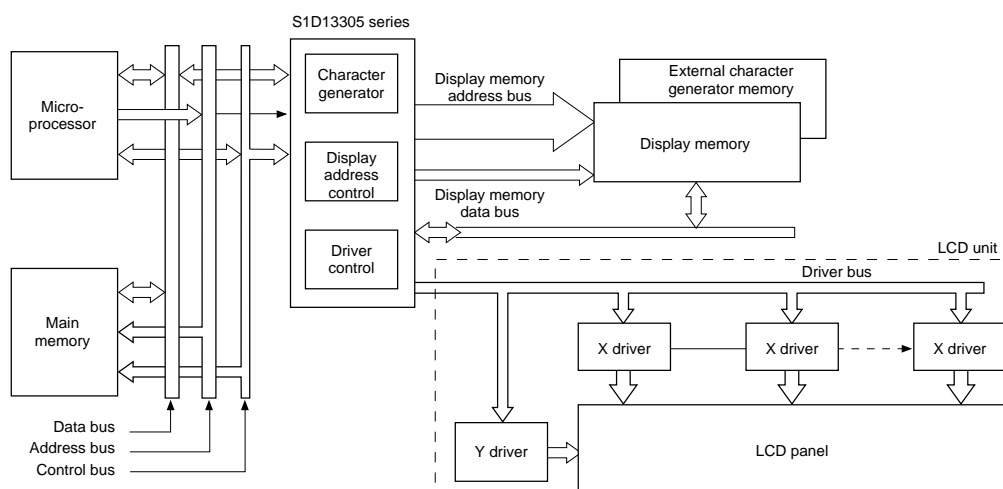 S1D13305 series
Micro-
processor
Character
generator
Display memory
address bus
External character
generator memory
Display memory
Display
address
control
Display memory
data bus
Driver
control
LCD unit
Driver bus
Main
memory
X driver
X driver
X driver
Data bus
Address bus
Control bus
Y driver
LCD panel